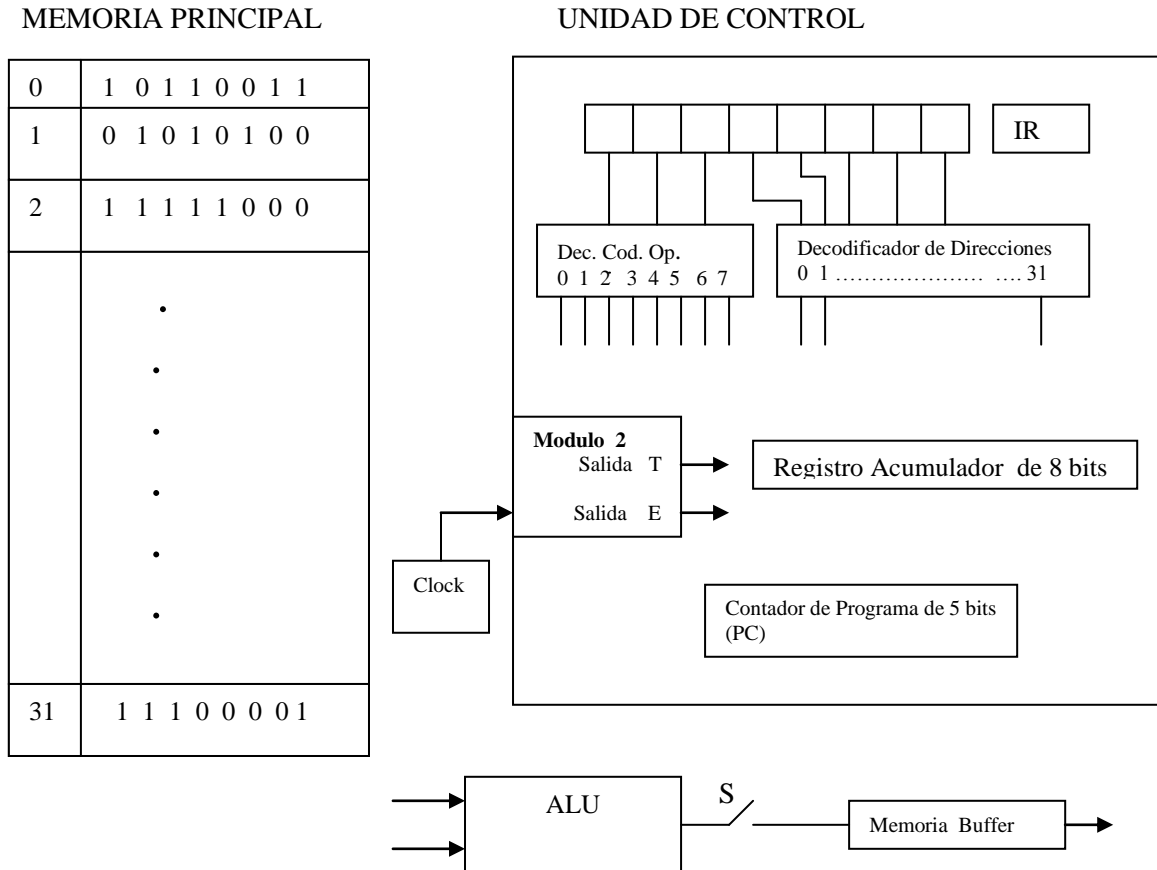 MEMORIA PRINCIPAL
UNIDAD DE CONTROL
0 1 0 1 1 0 0 1 1
1 0 1 0 1 0 1 0 0
2 1 1 1 1 1 0 0 0
31 1 1 1 0 0 0 0 1
IR
Dec. Cod. Op.
0 1 2 3 4 5 6 7
Decodificador de Direcciones
0 1 ..................... .... 31
Modulo 2
Salida T
Salida E
Registro Acumulador de 8 bits
Clock
Contador de Programa de 5 bits
(PC)
ALU
S
Memoria Buffer